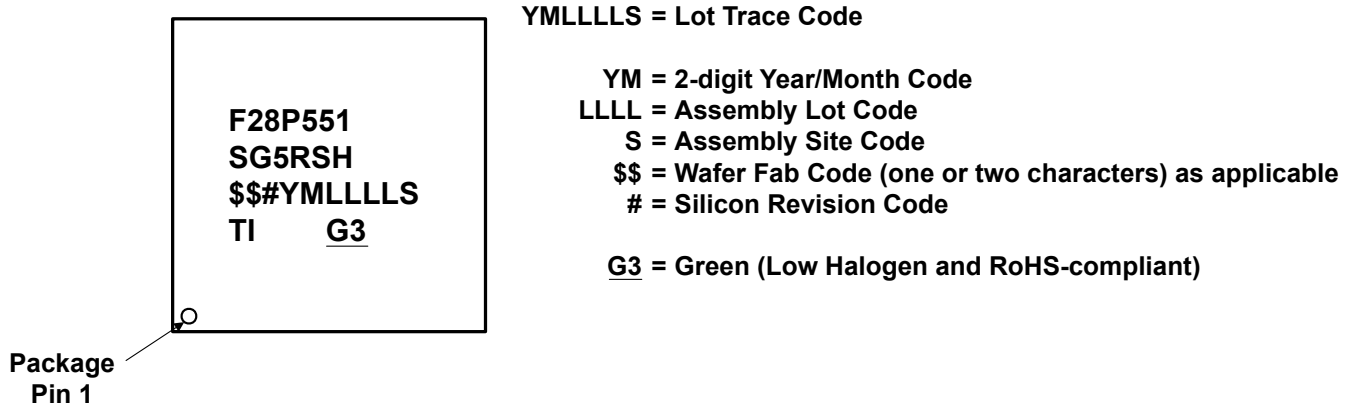 F28P551
SG5RSH
$$#YMLLLLS
TI G3
Package
Pin 1
YMLLLLS = Lot Trace Code
YM = 2-digit Year/Month Code
LLLL = Assembly Lot Code
S = Assembly Site Code
$$ = Wafer Fab Code (one or two characters) as applicable
# = Silicon Revision Code
G3 = Green (Low Halogen and RoHS-compliant)